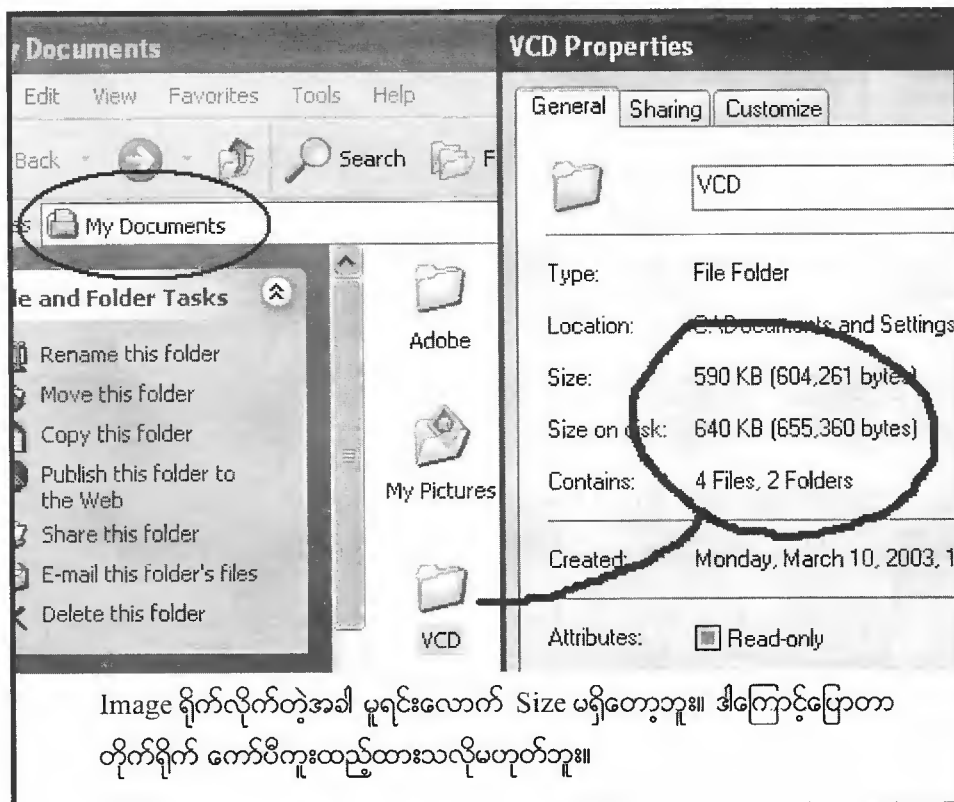 Documents
VCD Properties
Edit View Favorites Tools Help
General Sharing Customize
Back Search F
VCD
My Documents
Type: File Folder
le and Folder Tasks
Location: C:\Documents and Settings
Adobe
Rename this folder
Size: 590 KB (604,261 bytes)
Move this folder
Size on disk: 640 KB (655,360 bytes)
Copy this folder
Publish this folder to
the Web
My Pictures
Contains: 4 Files, 2 Folders
Share this folder
E-mail this folder's files
Created: Monday, March 10, 2003, 1
Delete this folder
VCD
Attributes: Read-only
Image ရိုက်လိုက်တဲ့အခါ မူရင်းလောက် Size မရှိတော့ဘူး။ ဒါကြောင့်ပြောတာ
တိုက်ရိုက် ကော်ပီကူးထည့်ထားသလိုမဟုတ်ဘူး။